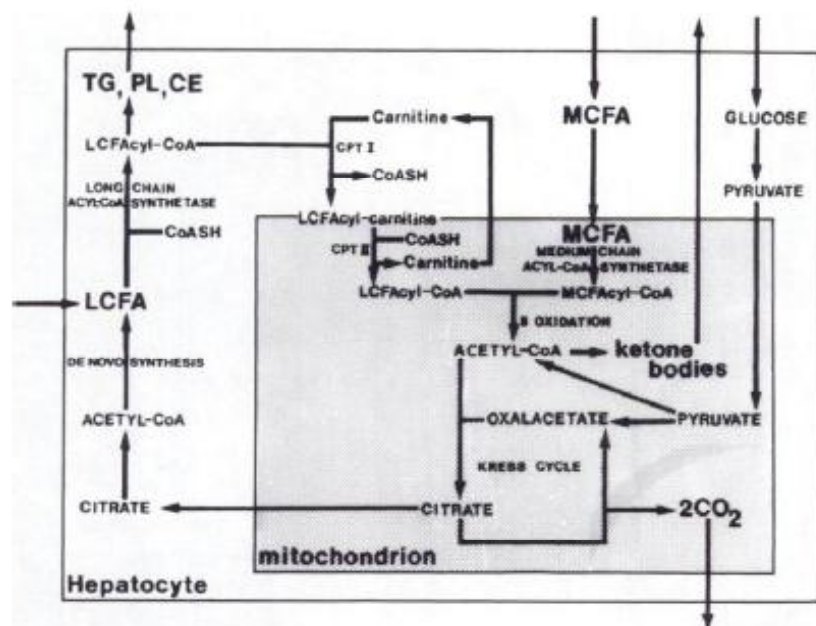 TG, PL, CE
LCFAcyl-CoA
Carnitine
CPT I
CoASH
MCFA
GLUCOSE
PYRUVATE
LONG CHAIN
ACYL-CoA SYNTHETASE
CoASH
LCFAcyl-carnitine
CPT II
CoASH
Carnitine
MCFA
MEDIUM CHAIN
ACYL-CoA SYNTHETASE
LCFA
LCFAcyl-CoA
MCFAcyl-CoA
B OXIDATION
DE NOVO SYNTHESIS
ACETYL-CoA
ketone
bodies
ACETYL-CoA
OXALACETATE
PYRUVATE
KREBS CYCLE
CITRATE
CITRATE
2CO2
mitochondrion
Hepatocyte